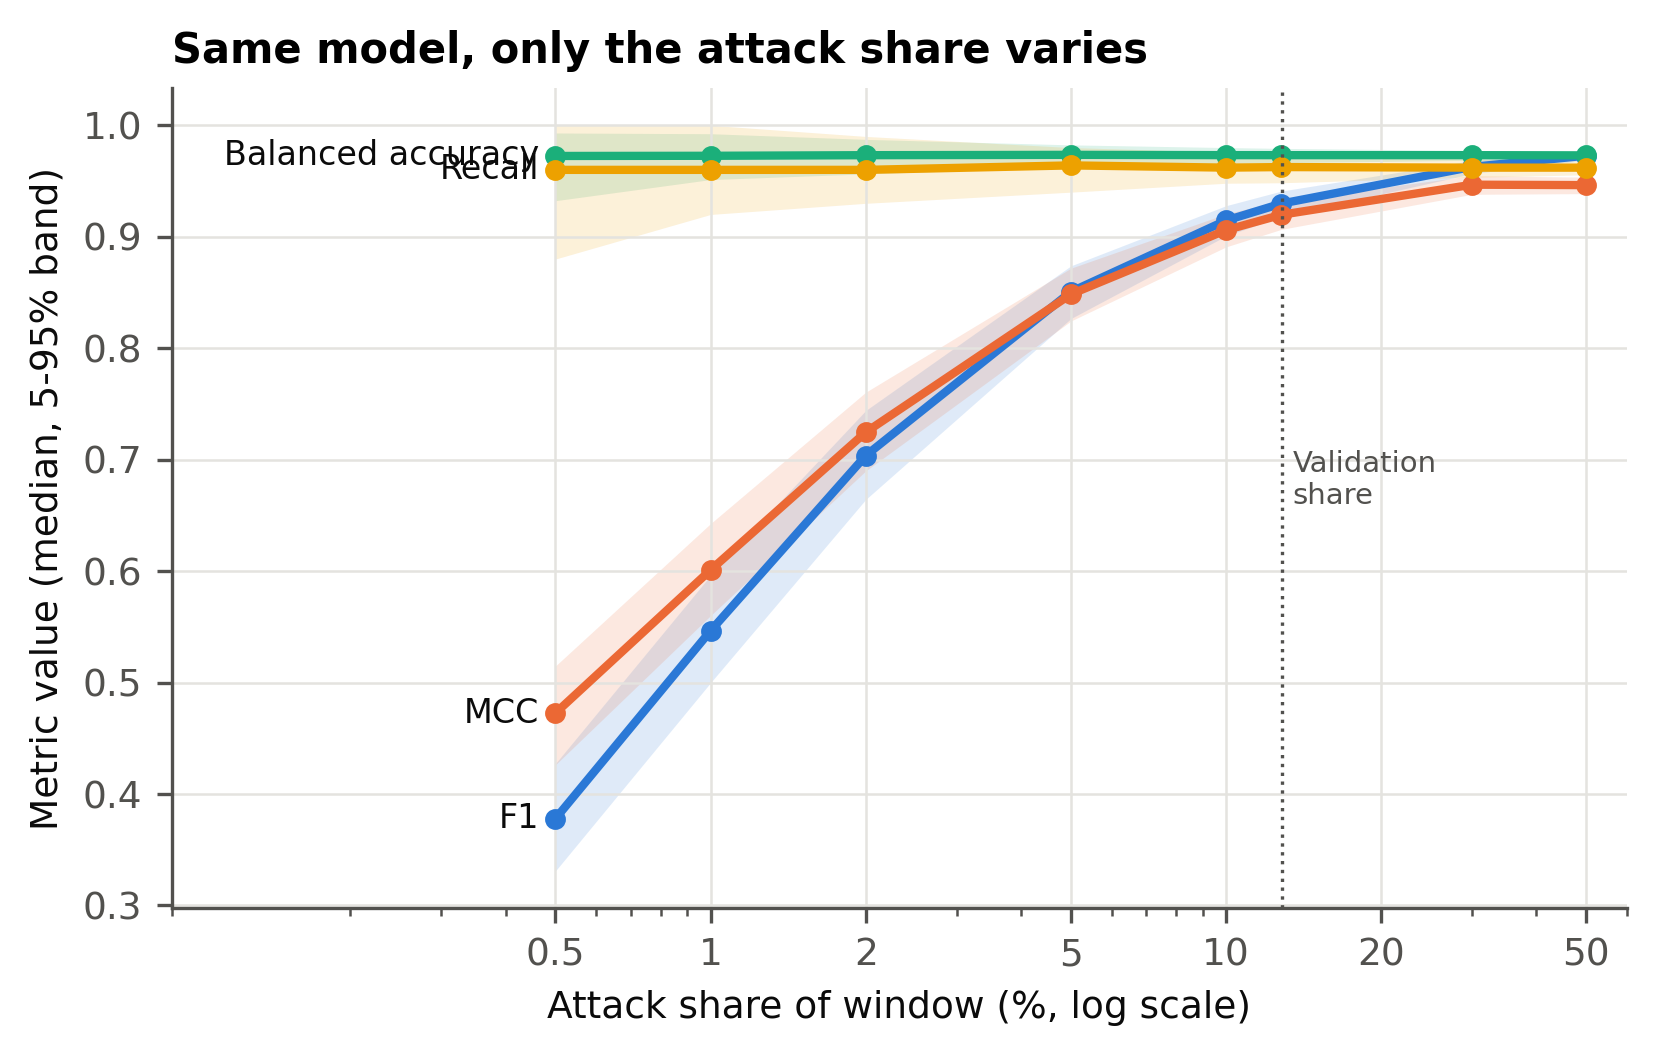 Same model, only the attack share varies
Metric value (median, 5-95% band)
1.0
0.9
0.8
0.7
0.6
0.5
0.4
0.3
Balanced accuracy
Recall
MCC
F1
Validation
share
0.5 1 2 5 10 20 50
Attack share of window (%, log scale)